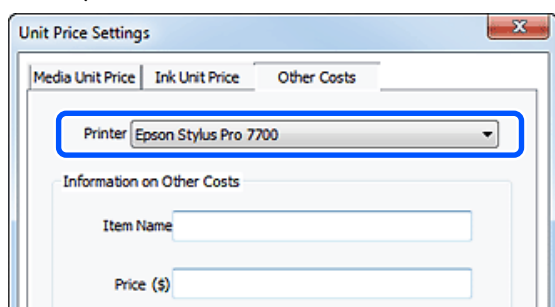 Unit Price Settings
Media Unit Price Ink Unit Price Other Costs
Printer Epson Stylus Pro 7700
Information on Other Costs
Item Name
Price ($)